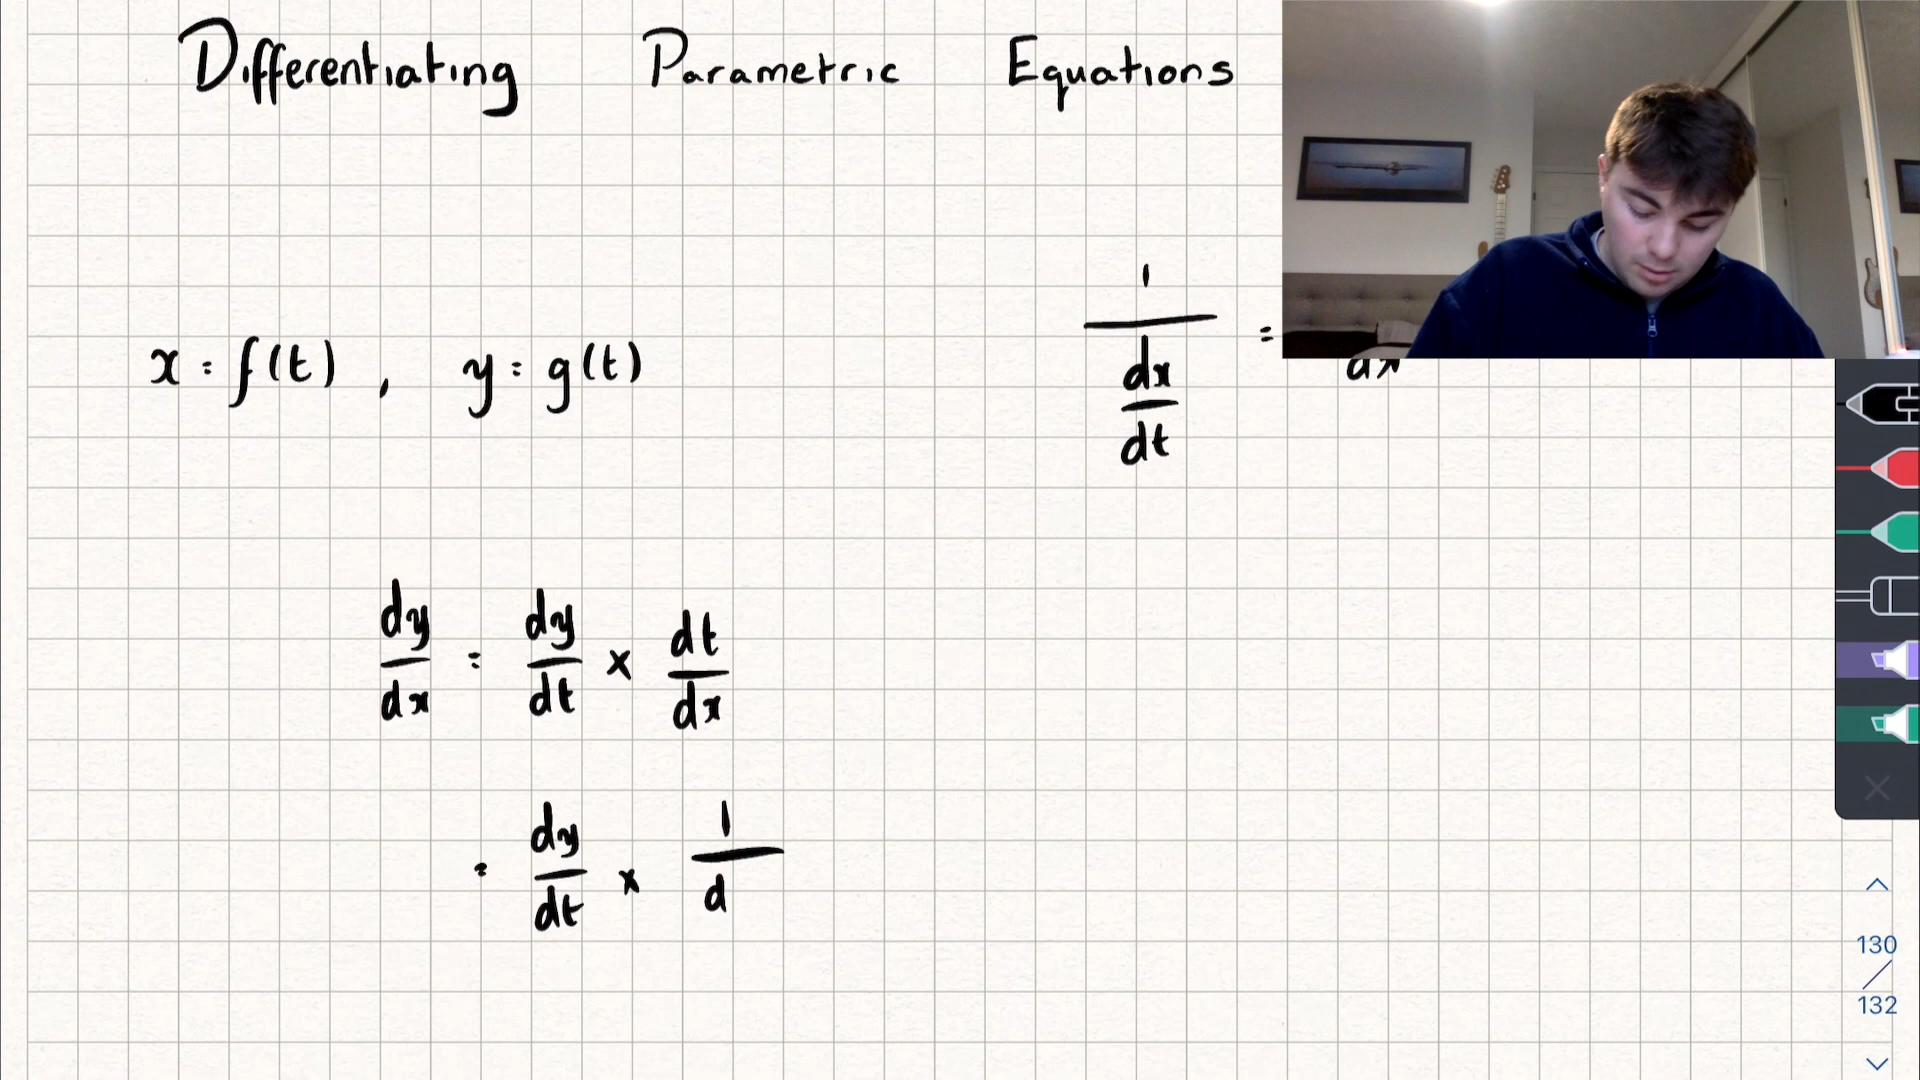 Differentiating Parametric Equations
x = f(t) , y = g(t)
1 / (dx/dt) =
dy/dx = dy/dt × dt/dx
= dy/dt × 1/d
130
132